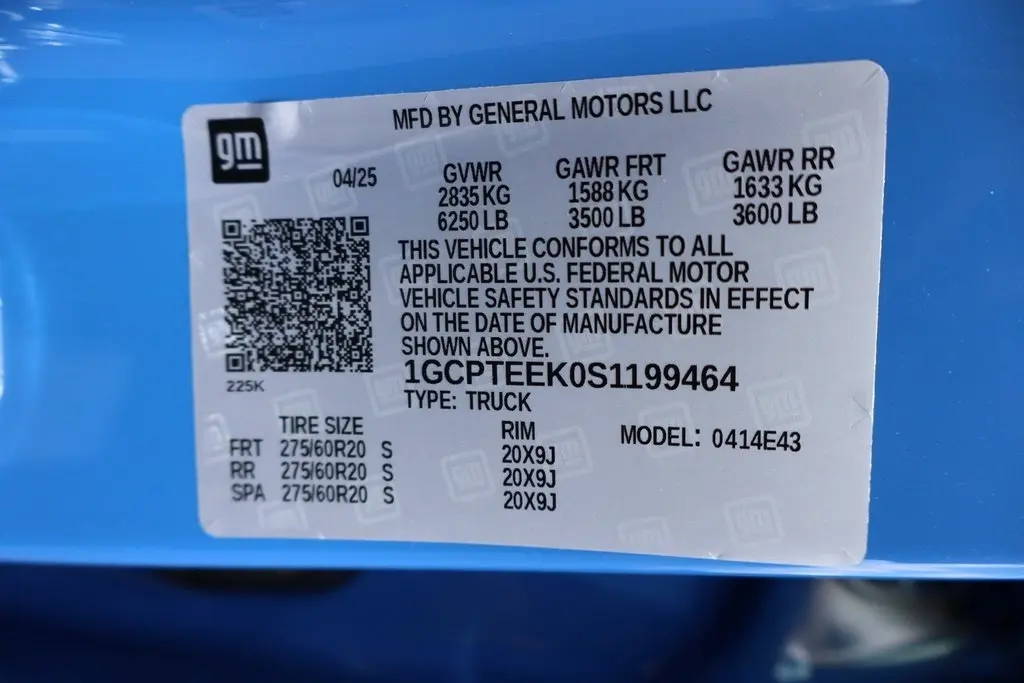 MFD BY GENERAL MOTORS LLC
gm
04/25 GVWR GAWR FRT GAWR RR
2835 KG 1588 KG 1633 KG
6250 LB 3500 LB 3600 LB
THIS VEHICLE CONFORMS TO ALL
APPLICABLE U.S. FEDERAL MOTOR
VEHICLE SAFETY STANDARDS IN EFFECT
ON THE DATE OF MANUFACTURE
SHOWN ABOVE.
225K
1GCPTEEK0S1199464
TYPE: TRUCK
TIRE SIZE RIM MODEL: 0414E43
FRT 275/60R20 S 20X9J
RR 275/60R20 S 20X9J
SPA 275/60R20 S 20X9J